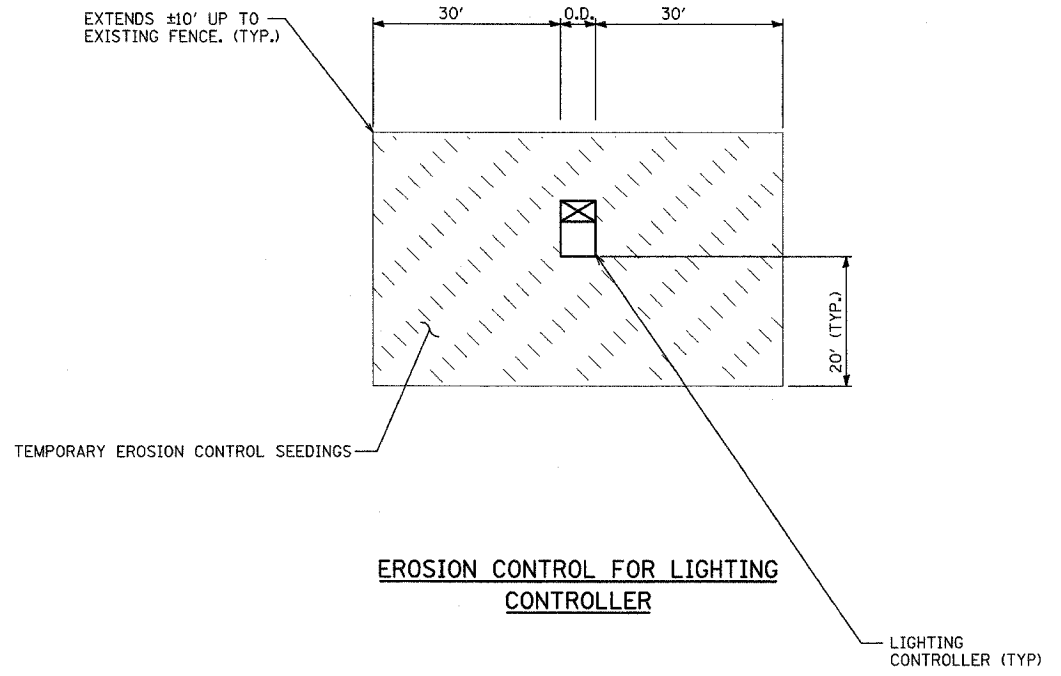 EXTENDS ±10' UP TO
EXISTING FENCE. (TYP.)
30'
O.D.
30'
20' (TYP.)
TEMPORARY EROSION CONTROL SEEDINGS
EROSION CONTROL FOR LIGHTING
CONTROLLER
LIGHTING
CONTROLLER (TYP)